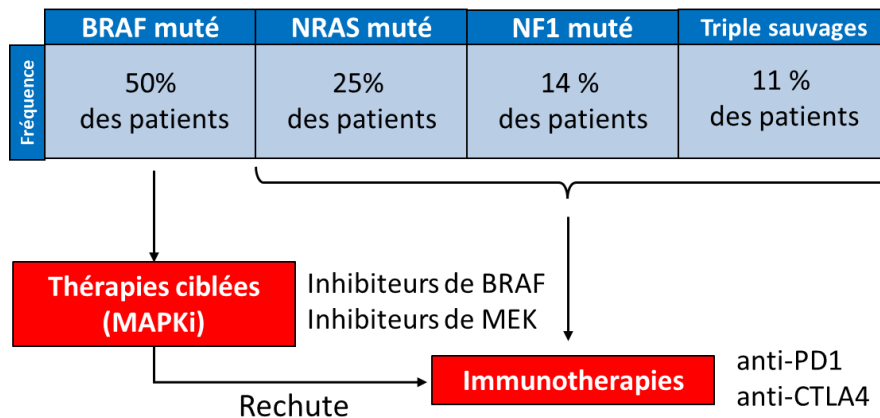 BRAF muté
NRAS muté
NF1 muté
Triple sauvages
Fréquence
50%
des patients
25%
des patients
14 %
des patients
11 %
des patients
Thérapies ciblées
(MAPKi)
Inhibiteurs de BRAF
Inhibiteurs de MEK
Rechute
Immunotherapies
anti-PD1
anti-CTLA4